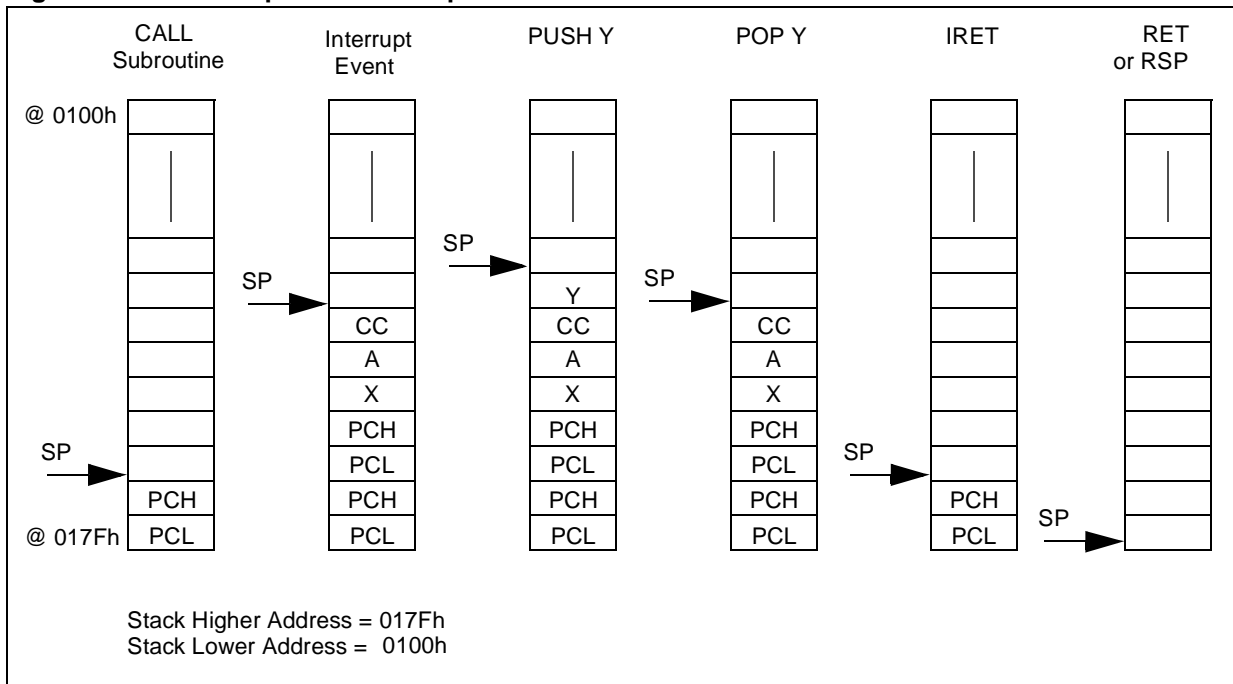 CALL
Subroutine
Interrupt
Event
PUSH Y
POP Y
IRET
RET
or RSP
@ 0100h
SP
SP
SP
Y
CC
CC
CC
A
A
A
X
X
X
PCH
PCH
PCH
SP
SP
PCL
PCL
PCL
PCH
PCH
PCH
PCH
PCH
SP
@ 017Fh
PCL
PCL
PCL
PCL
PCL
Stack Higher Address = 017Fh
Stack Lower Address = 0100h